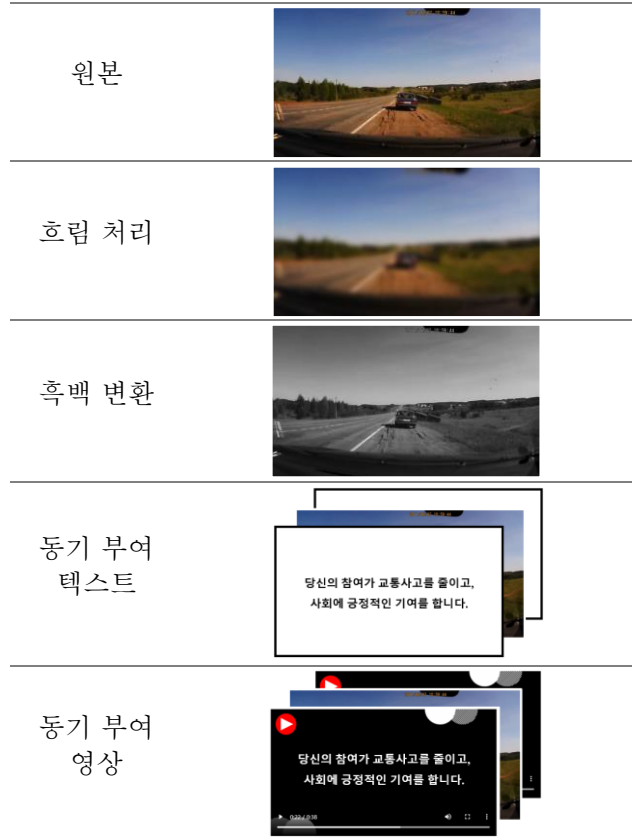 원본
흐림 처리
흑백 변환
동기 부여
텍스트
당신의 참여가 교통사고를 줄이고,
사회에 긍정적인 기여를 합니다.
동기 부여
영상
당신의 참여가 교통사고를 줄이고,
사회에 긍정적인 기여를 합니다.
0:22 / 0:38